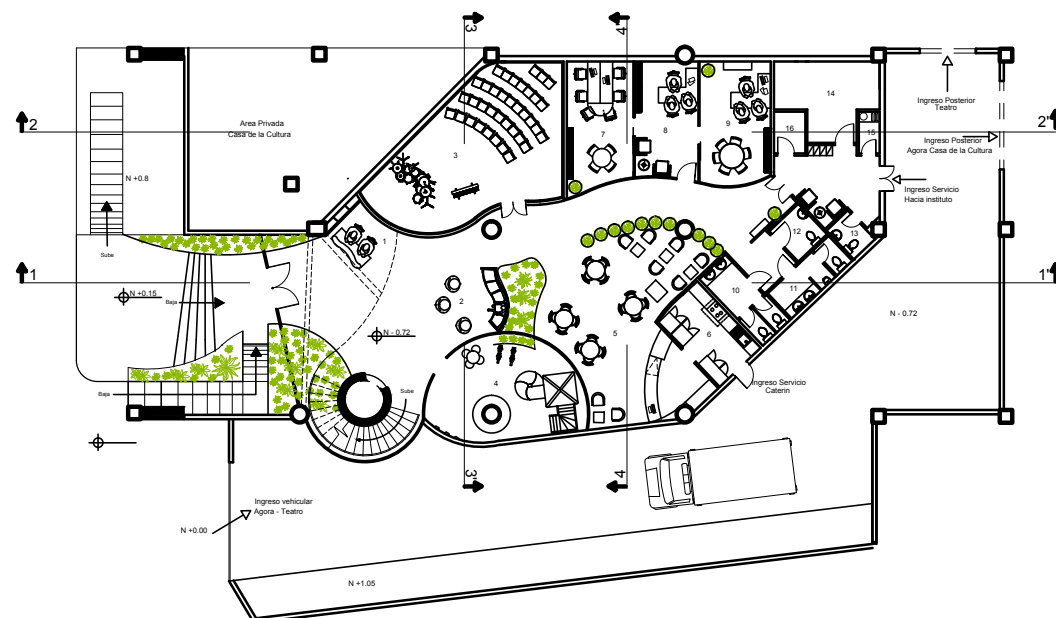 3
4'
2
2'
Area Privada
Casa de la Cultura
N +0.8
Sube
3
7
8
9
14
16
15
Ingreso Posterior
Teatro
Ingreso Posterior
Agora Casa de la Cultura
Ingreso Servicio
Hacia instituto
1
1
1'
12
13
N +0.15
Baja
2
N - 0.72
10
11
5
6
N - 0.72
4
Baja
Sube
Ingreso Servicio
Caterin
3'
4
Ingreso vehicular
Agora - Teatro
N +0.00
N +1.05